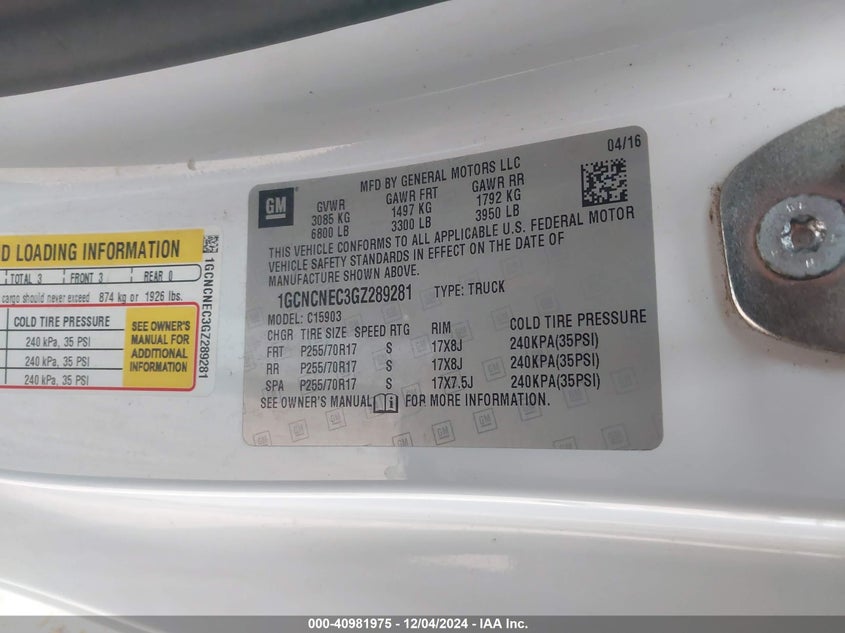 04/16
MFD BY GENERAL MOTORS LLC
GM
GVWR GAWR FRT GAWR RR
3085 KG 1497 KG 1792 KG
6800 LB 3300 LB 3950 LB
THIS VEHICLE CONFORMS TO ALL APPLICABLE U.S. FEDERAL MOTOR
VEHICLE SAFETY STANDARDS IN EFFECT ON THE DATE OF
MANUFACTURE SHOWN ABOVE.
1GCNCNEC3GZ289281 TYPE: TRUCK
MODEL: C15903
CHGR TIRE SIZE SPEED RTG RIM COLD TIRE PRESSURE
FRT P255/70R17 S 17X8J 240KPA(35PSI)
RR P255/70R17 S 17X8J 240KPA(35PSI)
SPA P255/70R17 S 17X7.5J 240KPA(35PSI)
SEE OWNER'S MANUAL FOR MORE INFORMATION.
D LOADING INFORMATION
TOTAL 3 FRONT 3 REAR 0
cargo should never exceed 874 kg or 1926 lbs.
COLD TIRE PRESSURE
240 kPa, 35 PSI
240 kPa, 35 PSI
240 kPa, 35 PSI
SEE OWNER'S
MANUAL FOR
ADDITIONAL
INFORMATION
1GCNCNEC3GZ289281
000-40981975 - 12/04/2024 - IAA Inc.